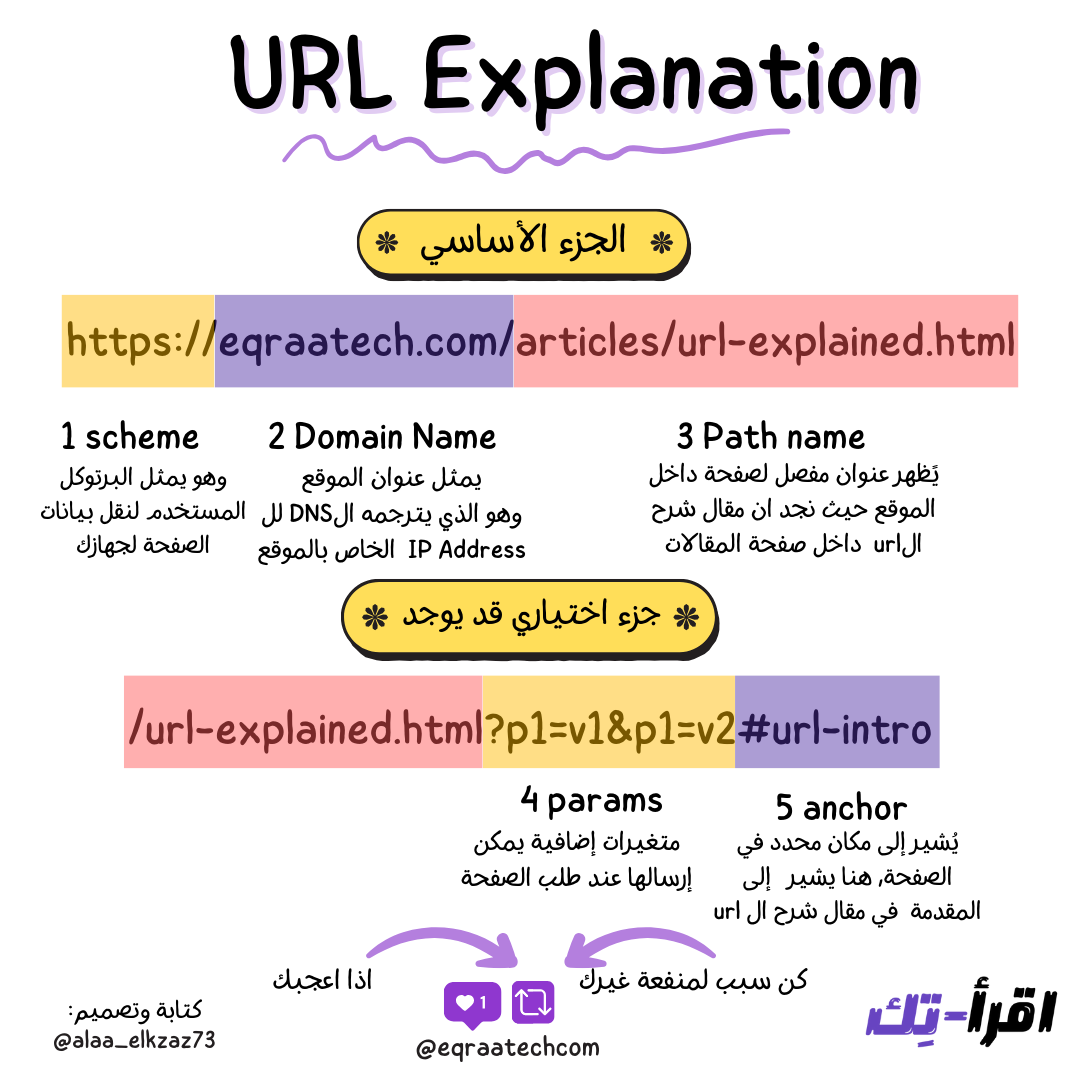 URL Explanation
الجزء الأساسي
https://eqraatech.com/articles/url-explained.html
1 scheme
وهو يمثل البرتوكل
المستخدم لنقل بيانات
الصفحة لجهازك
2 Domain Name
يمثل عنوان الموقع
وهو الذي يترجمه الDNS لل
IP Address الخاص بالموقع
3 Path name
يًظهر عنوان مفصل لصفحة داخل
الموقع حيث نجد ان مقال شرح
الurl داخل صفحة المقالات
جزء اختياري قد يوجد
/url-explained.html?p1=v1&p1=v2#url-intro
4 params
متغيرات إضافية يمكن
إرسالها عند طلب الصفحة
5 anchor
يُشير إلى مكان محدد في
الصفحة, هنا يشير إلى
المقدمة في مقال شرح ال url
اذا اعجبك
1
كن سبب لمنفعة غيرك
@eqraatechcom
كتابة وتصميم:
@alaa_elkzaz73
اقرأ-تِك